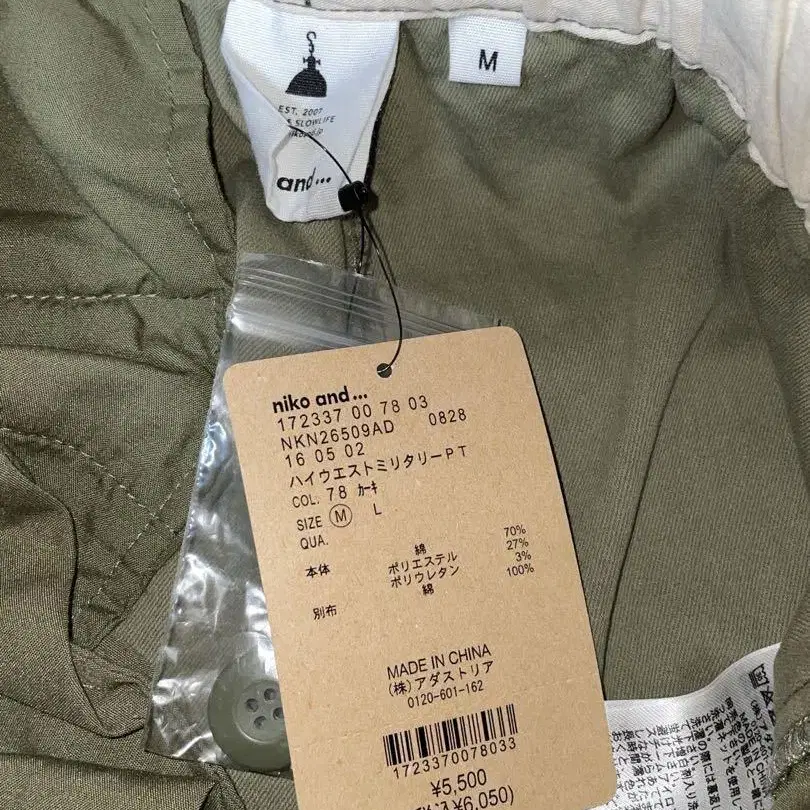 EST. 2007
SLOWLIFE
and...
M
niko and...
172337 00 78 03
NKN26509AD 0828
16 05 02
ハイウエストミリタリーPT
COL. 78 カーキ
SIZE M L
QUA.
本体 綿 70%
ポリエステル 27%
ポリウレタン 3%
別布 綿 100%
MADE IN CHINA
(株)アダストリア
0120-601-162
1723370078033
¥5,500
¥6,050)